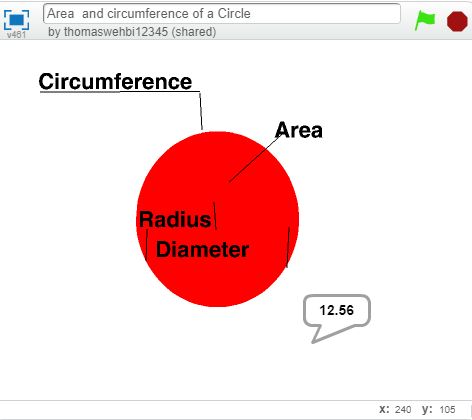 Area  and circumference of a Circle
v461
by thomaswehbi12345 (shared)
Circumference
Area
Radius
Diameter
12.56
x: 240 y: 105